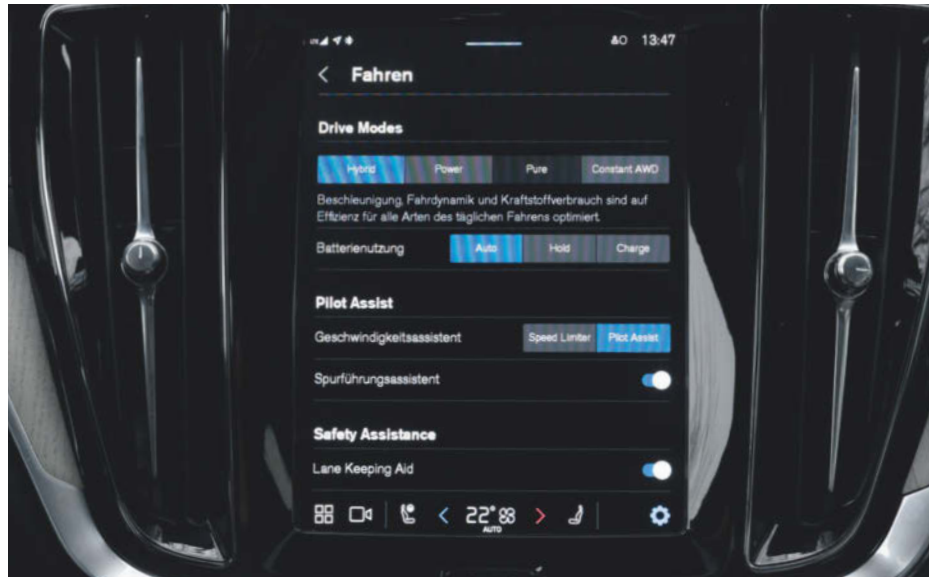 13:47
Fahren
Drive Modes
Hybrid Power Pure Constant AWD
Beschleunigung, Fahrdynamik und Kraftstoffverbrauch sind auf
Effizienz für alle Arten des täglichen Fahrens optimiert.
Batterienutzung Auto Hold Charge
Pilot Assist
Geschwindigkeitsassistent Speed Limiter Pilot Assist
Spurführungsassistent
Safety Assistance
Lane Keeping Aid
22°
AUTO